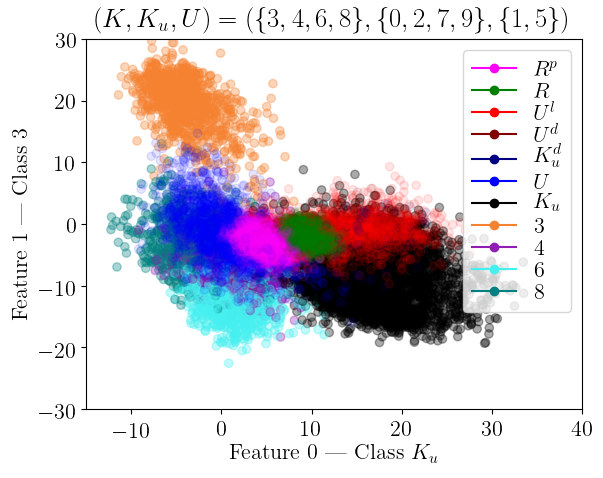 (K, K_u, U) = ({3, 4, 6, 8}, {0, 2, 7, 9}, {1, 5})
30
20
10
0
−10
−20
−30
Feature 1 — Class 3
R^p
R
U^l
U^d
K_u^d
U
K_u
3
4
6
8
−10
0
10
20
30
40
Feature 0 — Class K_u